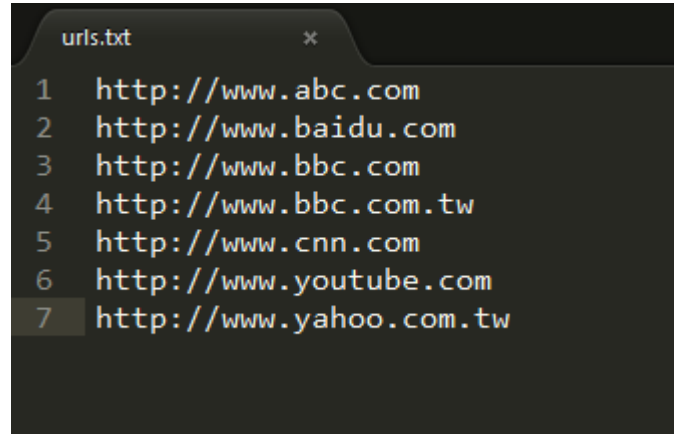 urls.txt ×
1 http://www.abc.com
2 http://www.baidu.com
3 http://www.bbc.com
4 http://www.bbc.com.tw
5 http://www.cnn.com
6 http://www.youtube.com
7 http://www.yahoo.com.tw